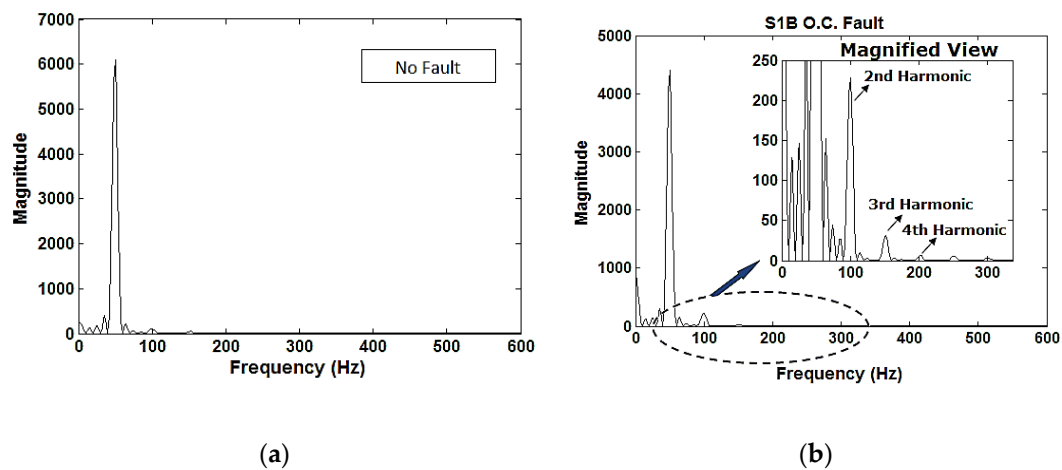 7000
6000
5000
4000
3000
2000
1000
0
Magnitude
No Fault
0 100 200 300 400 500 600
Frequency (Hz)
(a)
S1B O.C. Fault
5000
4000
3000
2000
1000
0
Magnitude
Magnified View
250
200
150
100
50
0
2nd Harmonic
3rd Harmonic
4th Harmonic
0 100 200 300
0 100 200 300 400 500 600
Frequency (Hz)
(b)